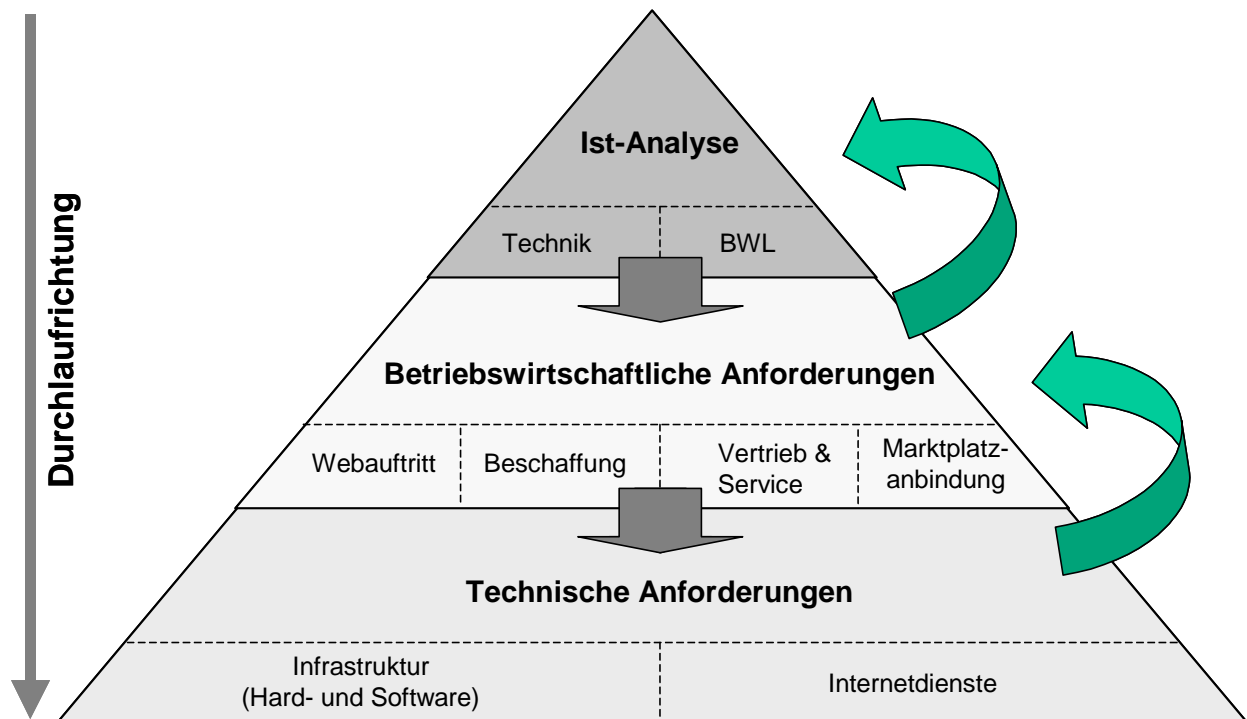 Durchlaufrichtung
Ist-Analyse
Technik
BWL
Betriebswirtschaftliche Anforderungen
Webauftritt
Beschaffung
Vertrieb &
Service
Marktplatz-
anbindung
Technische Anforderungen
Infrastruktur
(Hard- und Software)
Internetdienste